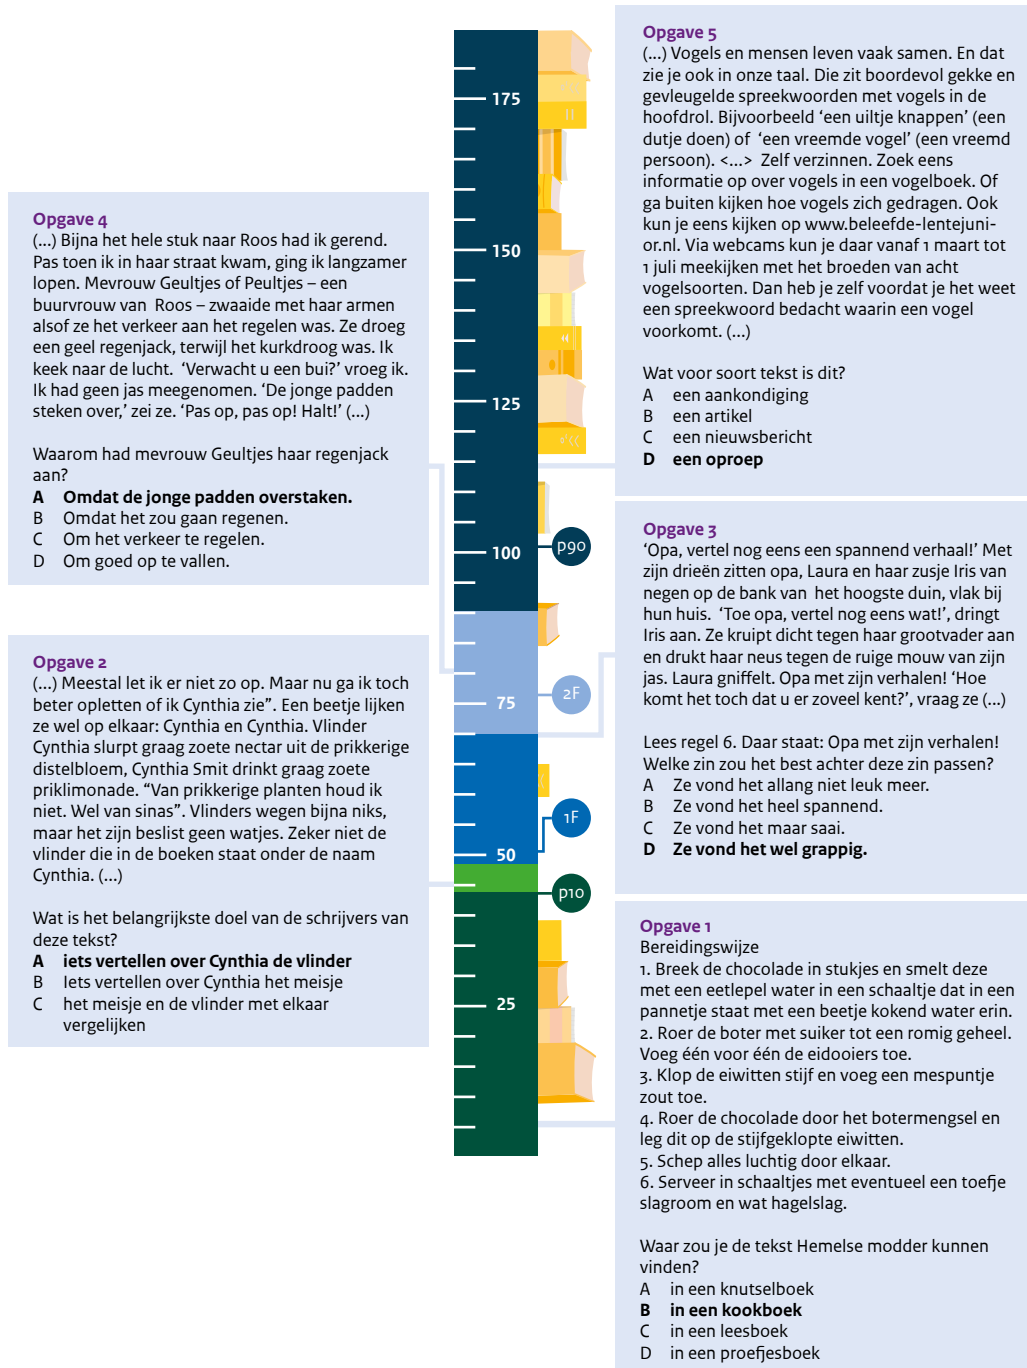 Opgave 5
(...) Vogels en mensen leven vaak samen. En dat
zie je ook in onze taal. Die zit boordevol gekke en
gevleugelde spreekwoorden met vogels in de
hoofdrol. Bijvoorbeeld ‘een uiltje knappen’ (een
dutje doen) of ‘een vreemde vogel’ (een vreemd
persoon). <...> Zelf verzinnen. Zoek eens
informatie op over vogels in een vogelboek. Of
ga buiten kijken hoe vogels zich gedragen. Ook
kun je eens kijken op www.beleefde-lentejuni-
or.nl. Via webcams kun je daar vanaf 1 maart tot
1 juli meekijken met het broeden van acht
vogelsoorten. Dan heb je zelf voordat je het weet
een spreekwoord bedacht waarin een vogel
voorkomt. (...)
Wat voor soort tekst is dit?
A een aankondiging
B een artikel
C een nieuwsbericht
D een oproep
Opgave 4
(...) Bijna het hele stuk naar Roos had ik gerend.
Pas toen ik in haar straat kwam, ging ik langzamer
lopen. Mevrouw Geultjes of Peultjes – een
buurvrouw van Roos – zwaaide met haar armen
alsof ze het verkeer aan het regelen was. Ze droeg
een geel regenjack, terwijl het kurkdroog was. Ik
keek naar de lucht. ‘Verwacht u een bui?’ vroeg ik.
Ik had geen jas meegenomen. ‘De jonge padden
steken over,’ zei ze. ‘Pas op, pas op! Halt!’ (...)
Waarom had mevrouw Geultjes haar regenjack
aan?
A Omdat de jonge padden overstaken.
B Omdat het zou gaan regenen.
C Om het verkeer te regelen.
D Om goed op te vallen.
Opgave 3
‘Opa, vertel nog eens een spannend verhaal!’ Met
zijn drieën zitten opa, Laura en haar zusje Iris van
negen op de bank van het hoogste duin, vlak bij
hun huis. ‘Toe opa, vertel nog eens wat!’, dringt
Iris aan. Ze kruipt dicht tegen haar grootvader aan
en drukt haar neus tegen de ruige mouw van zijn
jas. Laura gniffelt. Opa met zijn verhalen! ‘Hoe
komt het toch dat u er zoveel kent?’, vraag ze (...)
Lees regel 6. Daar staat: Opa met zijn verhalen!
Welke zin zou het best achter deze zin passen?
A Ze vond het allang niet leuk meer.
B Ze vond het heel spannend.
C Ze vond het maar saai.
D Ze vond het wel grappig.
Opgave 2
(...) Meestal let ik er niet zo op. Maar nu ga ik toch
beter opletten of ik Cynthia zie”. Een beetje lijken
ze wel op elkaar: Cynthia en Cynthia. Vlinder
Cynthia slurpt graag zoete nectar uit de prikkerige
distelbloem, Cynthia Smit drinkt graag zoete
priklimonade. “Van prikkerige planten houd ik
niet. Wel van sinas”. Vlinders wegen bijna niks,
maar het zijn beslist geen watjes. Zeker niet de
vlinder die in de boeken staat onder de naam
Cynthia. (...)
Wat is het belangrijkste doel van de schrijvers van
deze tekst?
A iets vertellen over Cynthia de vlinder
B Iets vertellen over Cynthia het meisje
C het meisje en de vlinder met elkaar
vergelijken
Opgave 1
Bereidingswijze
1. Breek de chocolade in stukjes en smelt deze
met een eetlepel water in een schaaltje dat in een
pannetje staat met een beetje kokend water erin.
2. Roer de boter met suiker tot een romig geheel.
Voeg één voor één de eidooiers toe.
3. Klop de eiwitten stijf en voeg een mespuntje
zout toe.
4. Roer de chocolade door het botermengsel en
leg dit op de stijfgeklopte eiwitten.
5. Schep alles luchtig door elkaar.
6. Serveer in schaaltjes met eventueel een toefje
slagroom en wat hagelslag.
Waar zou je de tekst Hemelse modder kunnen
vinden?
A in een knutselboek
B in een kookboek
C in een leesboek
D in een proefjesboek
175
150
125
100
p90
75
2F
1F
50
p10
25